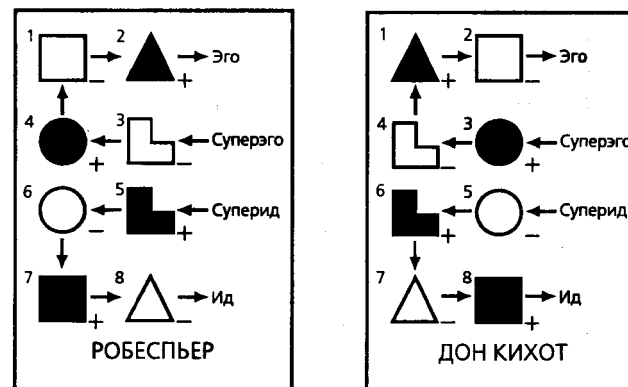 1 2 Эго
− +
4 3 Суперэго
+ −
6 5 Суперид
− +
7 8 Ид
+ −
РОБЕСПЬЕР
1 2 Эго
+ −
4 3 Суперэго
− +
6 5 Суперид
+ −
7 8 Ид
− +
ДОН КИХОТ